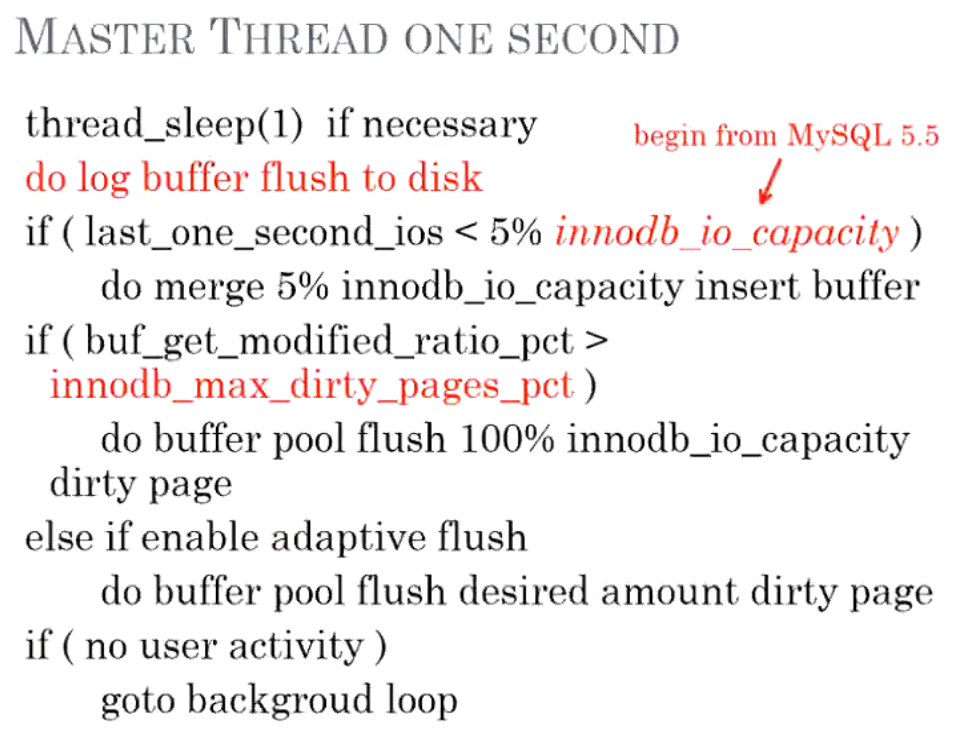 MASTER THREAD ONE SECOND
thread_sleep(1) if necessary
begin from MySQL 5.5
do log buffer flush to disk
if ( last_one_second_ios < 5% innodb_io_capacity )
do merge 5% innodb_io_capacity insert buffer
if ( buf_get_modified_ratio_pct >
innodb_max_dirty_pages_pct )
do buffer pool flush 100% innodb_io_capacity
dirty page
else if enable adaptive flush
do buffer pool flush desired amount dirty page
if ( no user activity )
goto backgroud loop